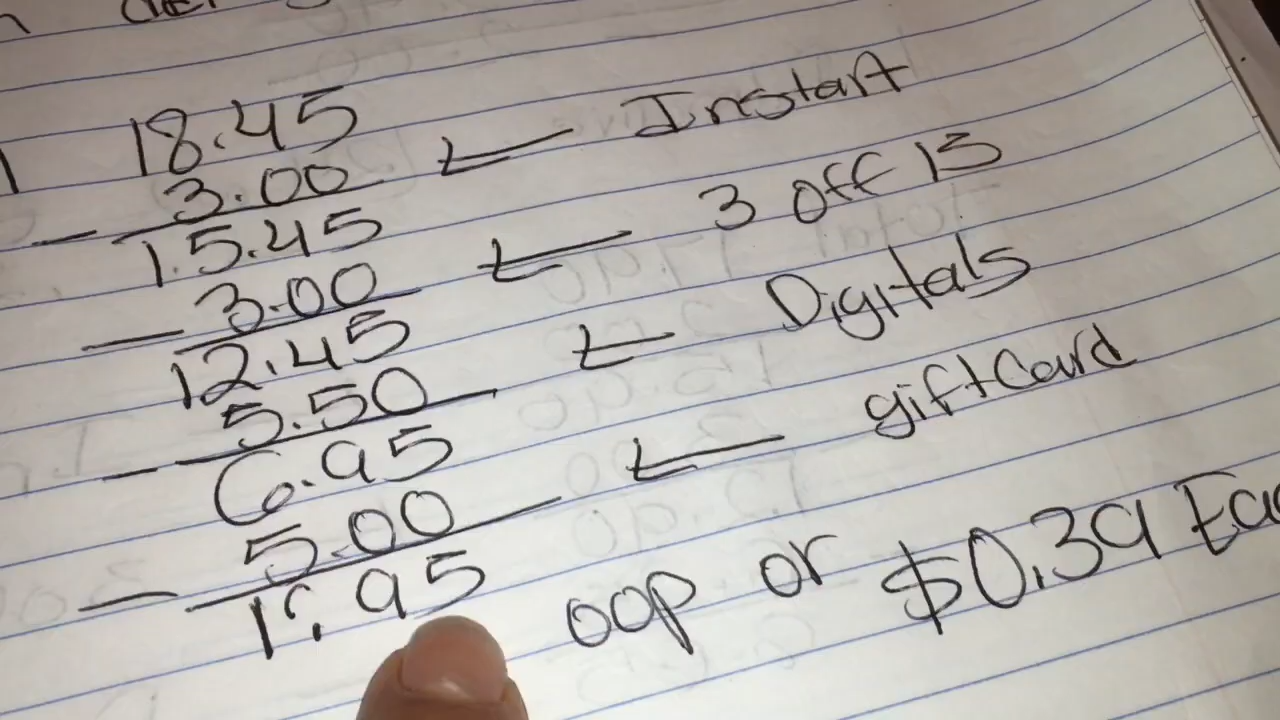 18.45
- 3.00 Instart
15.45
- 3.00 3 off 15
12.45
- 5.50 Digitals
6.95
- 5.00 giftCard
1.95 oop or $0.39 Ea